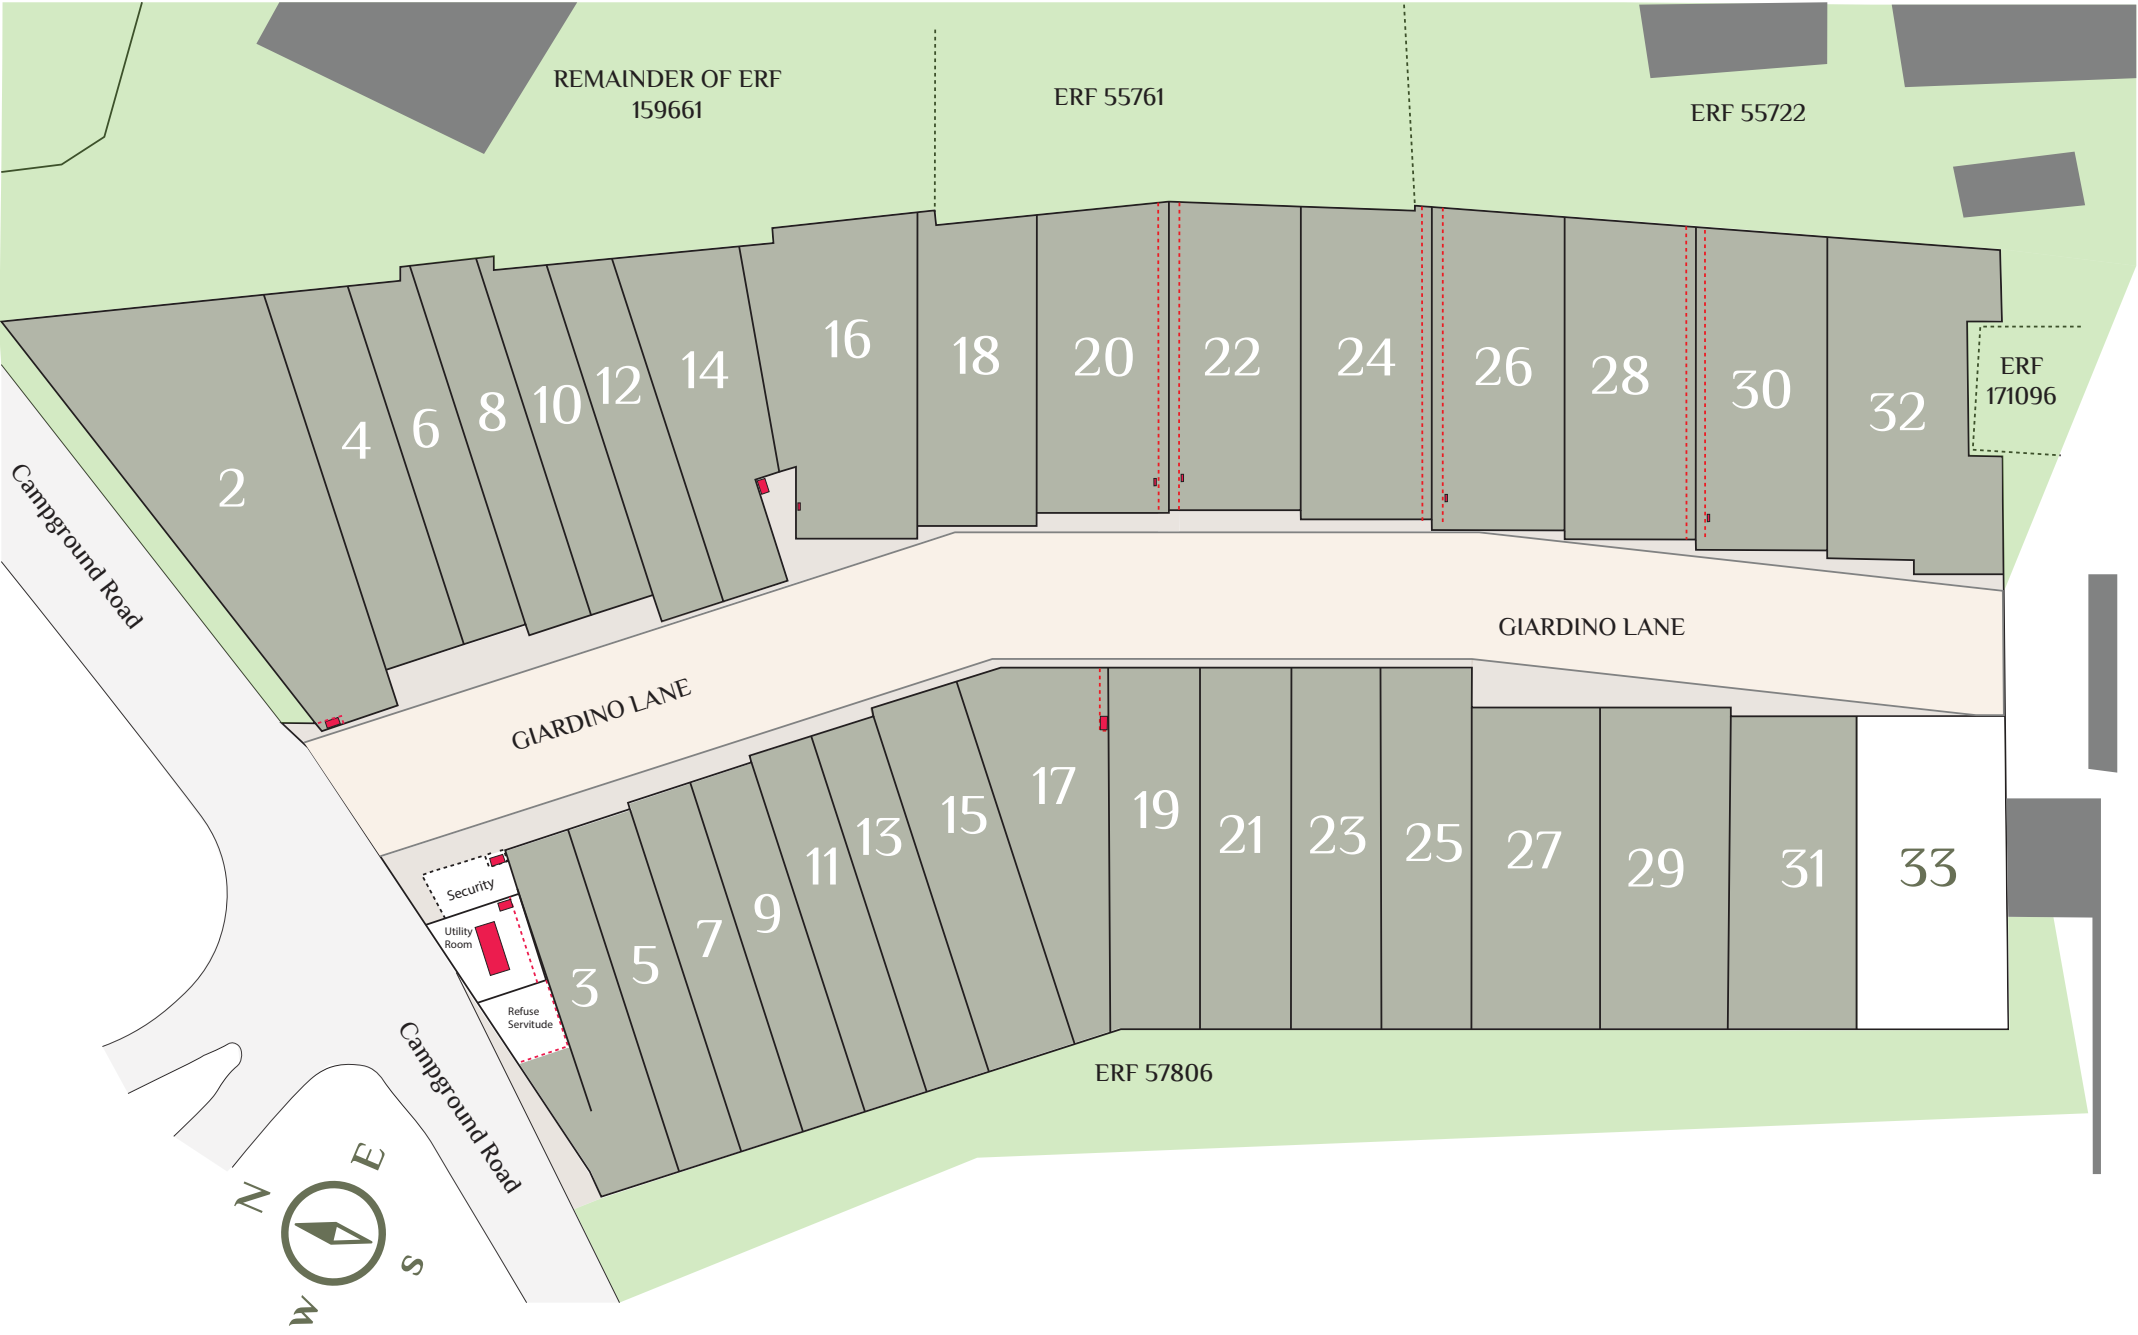 REMAINDER OF ERF
159661
ERF 55761
ERF 55722
ERF
171096
2
4
6
8
10
12
14
16
18
20
22
24
26
28
30
32
Campground Road
GIARDINO LANE
GIARDINO LANE
Security
Utility
Room
Refuse
Servitude
3
5
7
9
11
13
15
17
19
21
23
25
27
29
31
33
ERF 57806
Campground Road
N
E
S
W